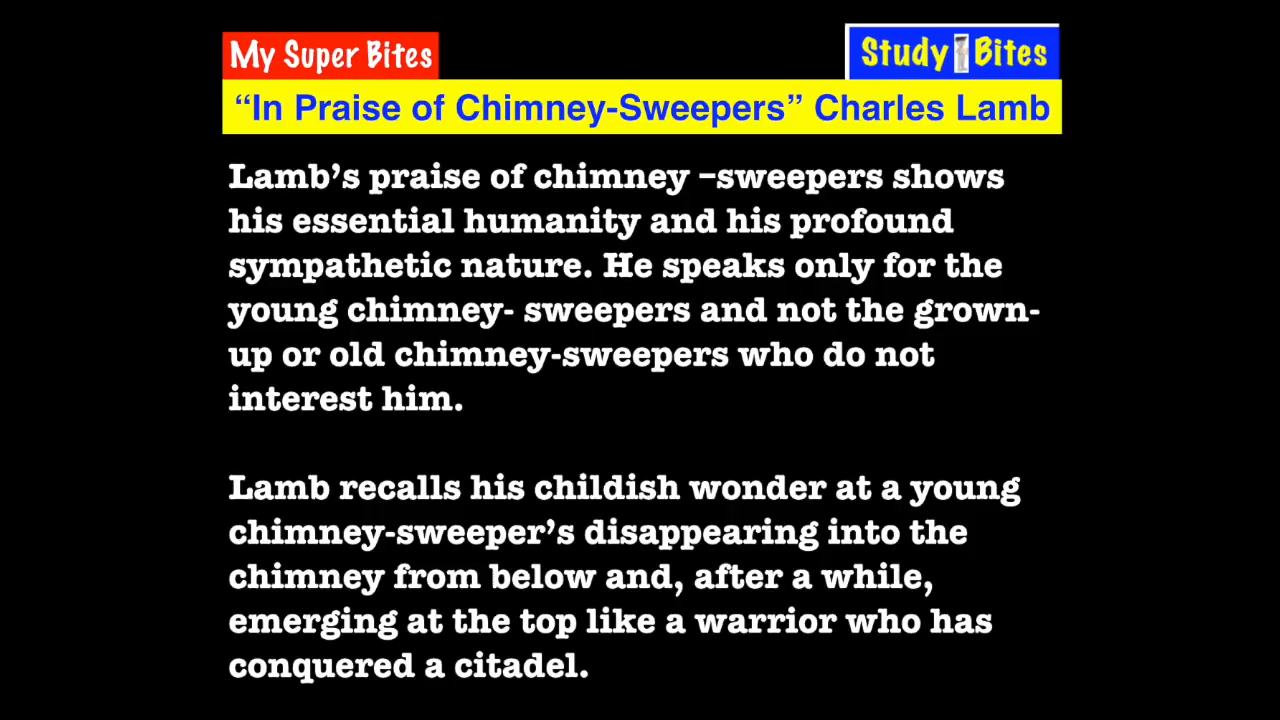 My Super Bites
Study Bites
“In Praise of Chimney-Sweepers” Charles Lamb
Lamb’s praise of chimney –sweepers shows
his essential humanity and his profound
sympathetic nature. He speaks only for the
young chimney- sweepers and not the grown-
up or old chimney-sweepers who do not
interest him.
Lamb recalls his childish wonder at a young
chimney-sweeper’s disappearing into the
chimney from below and, after a while,
emerging at the top like a warrior who has
conquered a citadel.